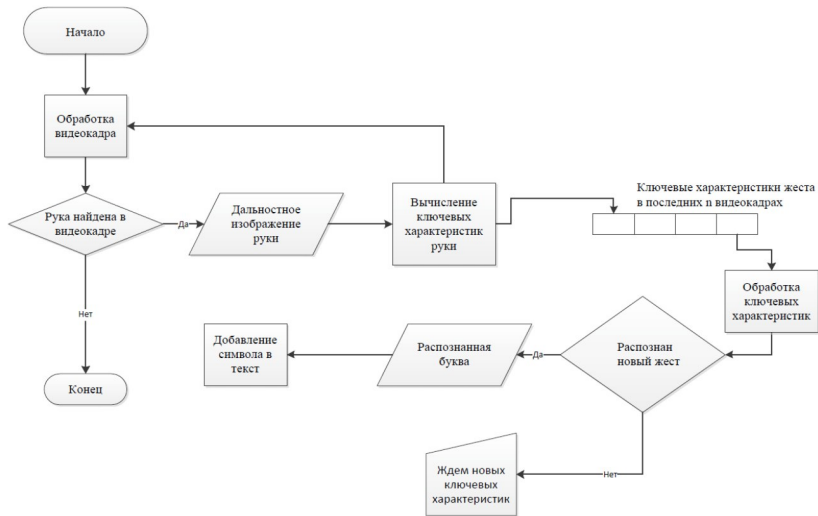 Начало
Обработка
видеокадра
Рука найдена в
видеокадре
Да
Дальностное
изображение
руки
Вычисление
ключевых
характеристик
руки
Ключевые характеристики жеста
в последних n видеокадрах
Обработка
ключевых
характеристик
Нет
Конец
Добавление
символа в
текст
Распознанная
буква
Да
Распознан
новый жест
Нет
Ждем новых
ключевых
характеристик